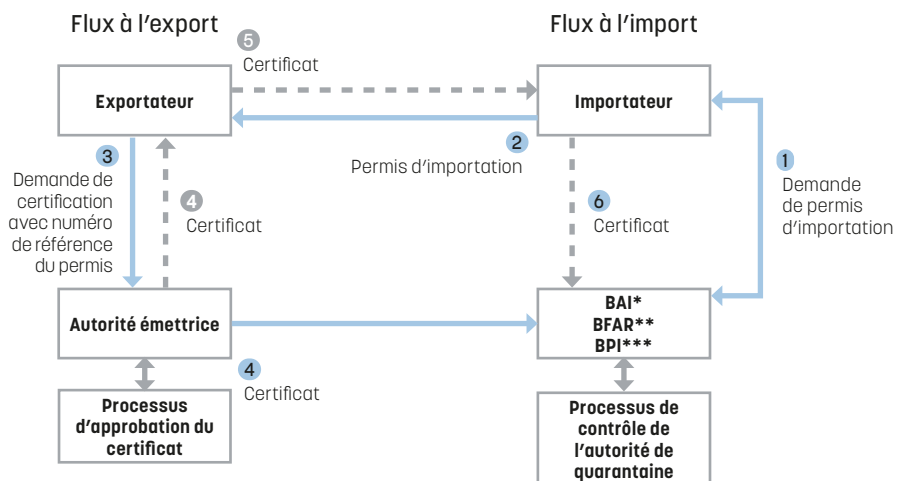 Flux à l'export
Flux à l'import
5
Certificat
Exportateur
Importateur
2
Permis d'importation
1
Demande
de permis
d'importation
3
Demande de
certification
avec numéro
de référence
du permis
4
Certificat
6
Certificat
Autorité émettrice
BAI*
BFAR**
BPI***
4
Certificat
Processus
d'approbation du
certificat
Processus de
contrôle de
l'autorité de
quarantaine